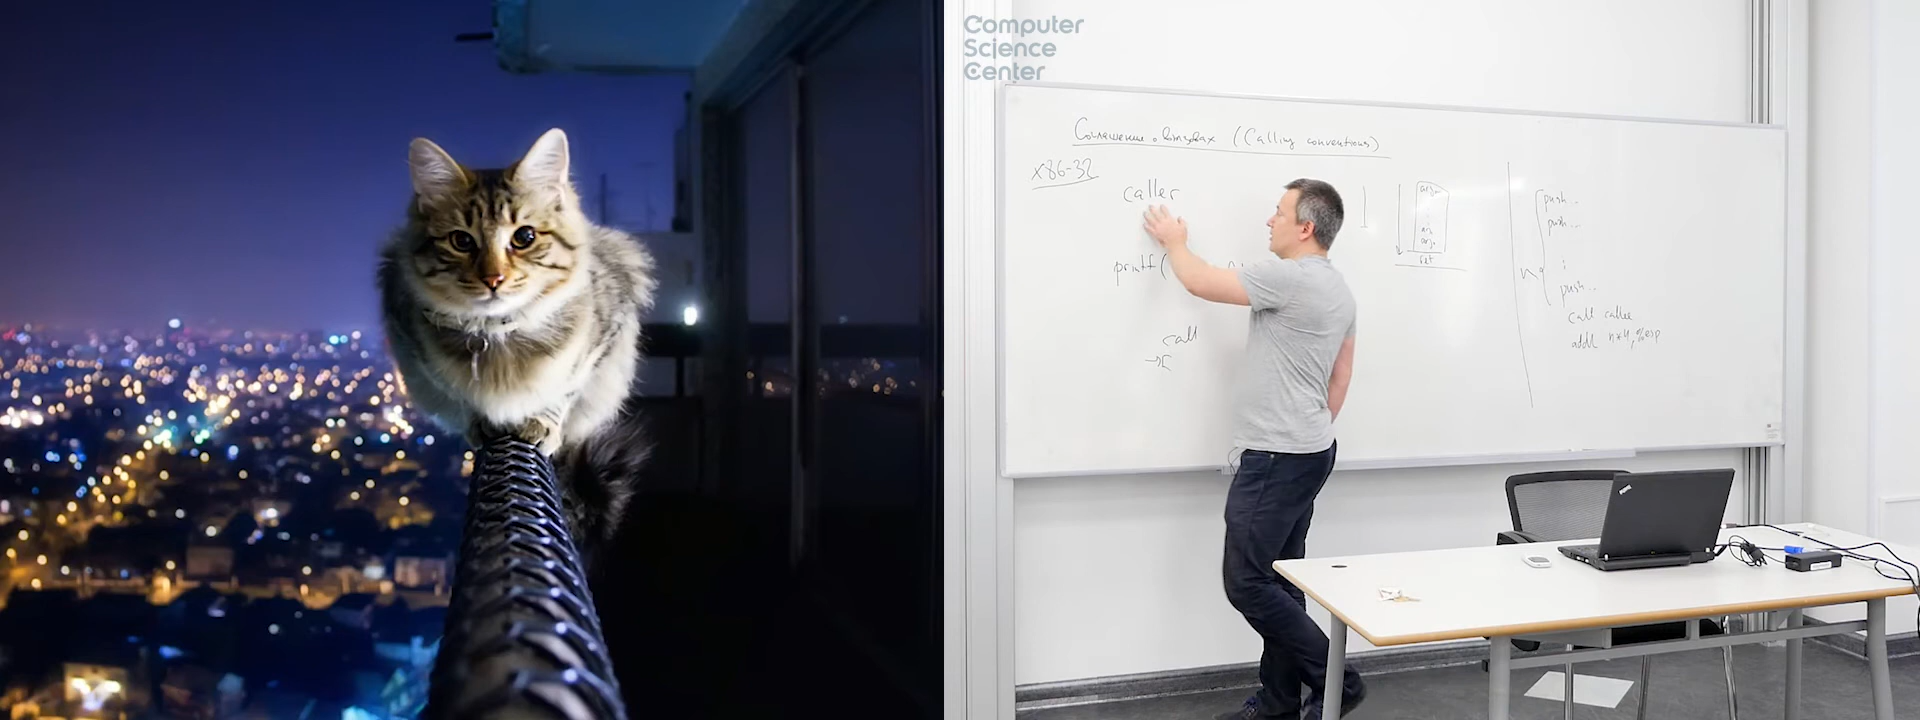 Computer
Science
Center
Соглашение о вызовах (Calling conventions)
x86-32
caller
printf(
call
ret
push..
push...
:
push..
n
call callee
addl n*4,%esp